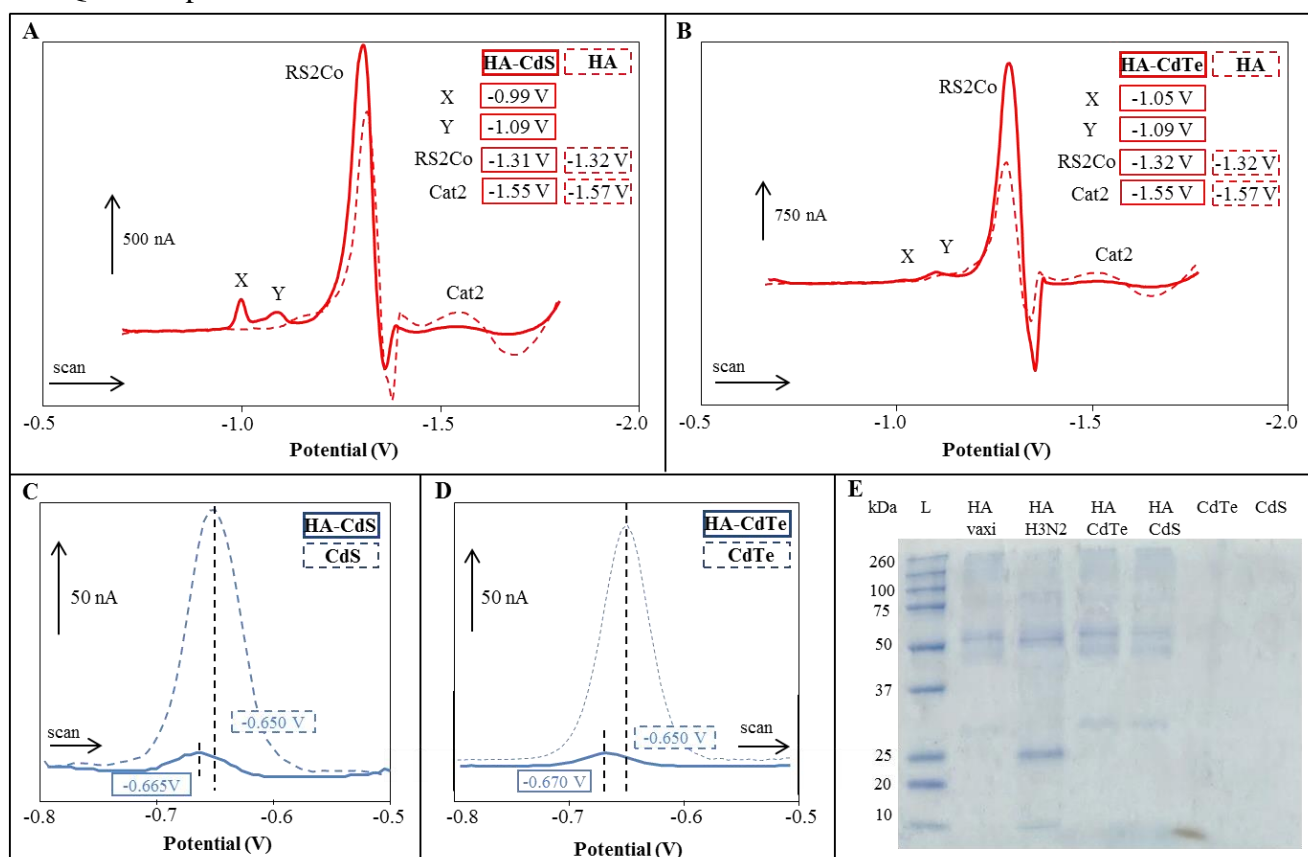 A
RS2Co
HA-CdS HA
X -0.99 V
Y -1.09 V
RS2Co -1.31 V -1.32 V
Cat2 -1.55 V -1.57 V
500 nA
X
Y
Cat2
scan
-0.5 -1.0 -1.5 -2.0
Potential (V)
B
RS2Co
HA-CdTe HA
X -1.05 V
Y -1.09 V
RS2Co -1.32 V -1.32 V
Cat2 -1.55 V -1.57 V
750 nA
X
Y
Cat2
scan
-0.5 -1.0 -1.5 -2.0
Potential (V)
C
HA-CdS
CdS
50 nA
-0.650 V
scan
-0.665V
-0.8 -0.7 -0.6 -0.5
Potential (V)
D
HA-CdTe
CdTe
50 nA
-0.650 V
scan
-0.670 V
-0.8 -0.7 -0.6 -0.5
Potential (V)
E
kDa L HA HA HA HA CdTe CdS
vaxi H3N2 CdTe CdS
260
100
75
50
37
25
20
10